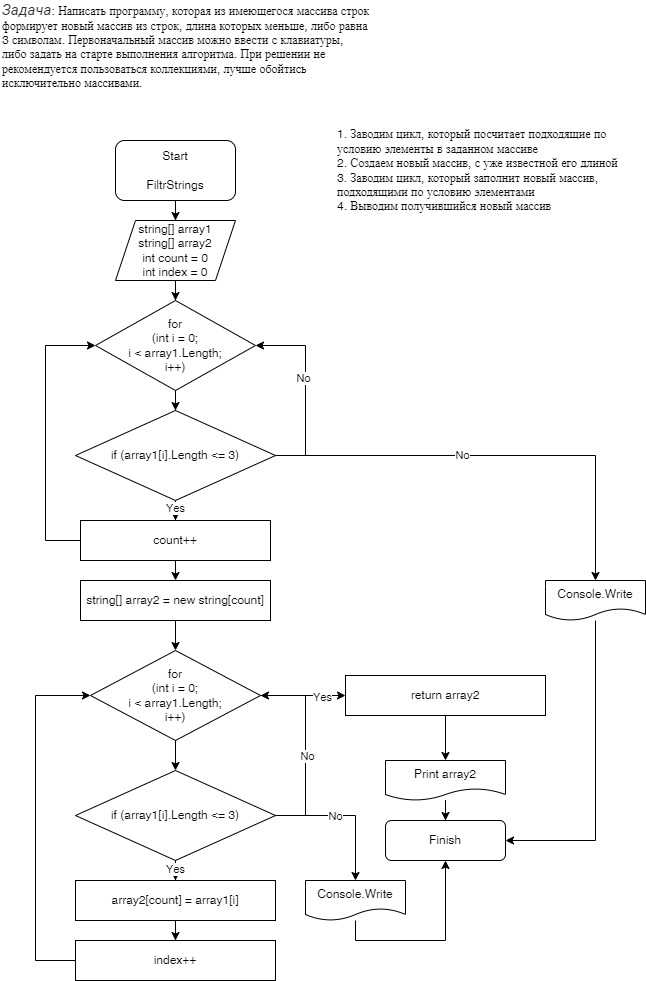 Задача: Написать программу, которая из имеющегося массива строк
формирует новый массив из строк, длина которых меньше, либо равна
3 символам. Первоначальный массив можно ввести с клавиатуры,
либо задать на старте выполнения алгоритма. При решении не
рекомендуется пользоваться коллекциями, лучше обойтись
исключительно массивами.
1. Заводим цикл, который посчитает подходящие по
условию элементы в заданном массиве
2. Создаем новый массив, с уже известной его длиной
3. Заводим цикл, который заполнит новый массив,
подходящими по условию элементами
4. Выводим получившийся новый массив
Start
FiltrStrings
string[] array1
string[] array2
int count = 0
int index = 0
for
(int i = 0;
i < array1.Length;
i++)
No
if (array1[i].Length <= 3)
No
Yes
count++
string[] array2 = new string[count]
Console.Write
for
(int i = 0;
i < array1.Length;
i++)
Yes
return array2
No
Print array2
if (array1[i].Length <= 3)
No
Finish
Yes
array2[count] = array1[i]
Console.Write
index++